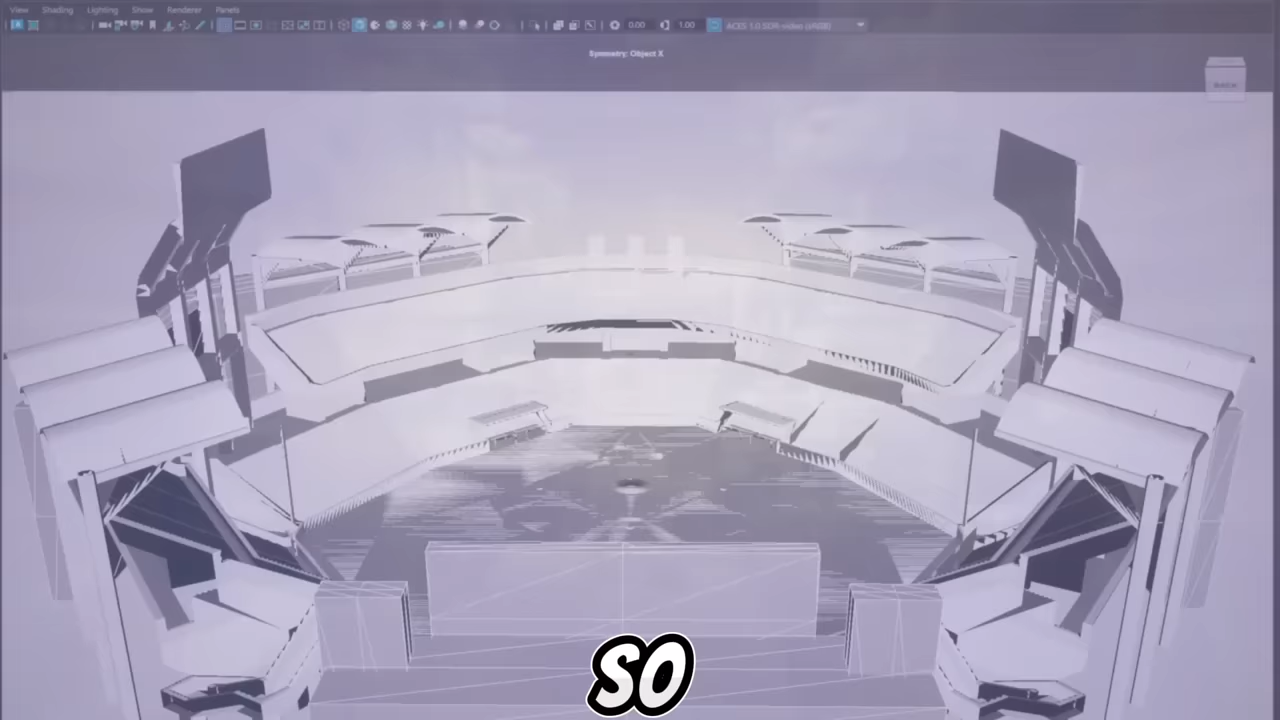 View Shading Lighting Show Renderer Panels
0.00 1.00 ACES 1.0 SDR-video (sRGB)
Symmetry: Object X
BACK
SO